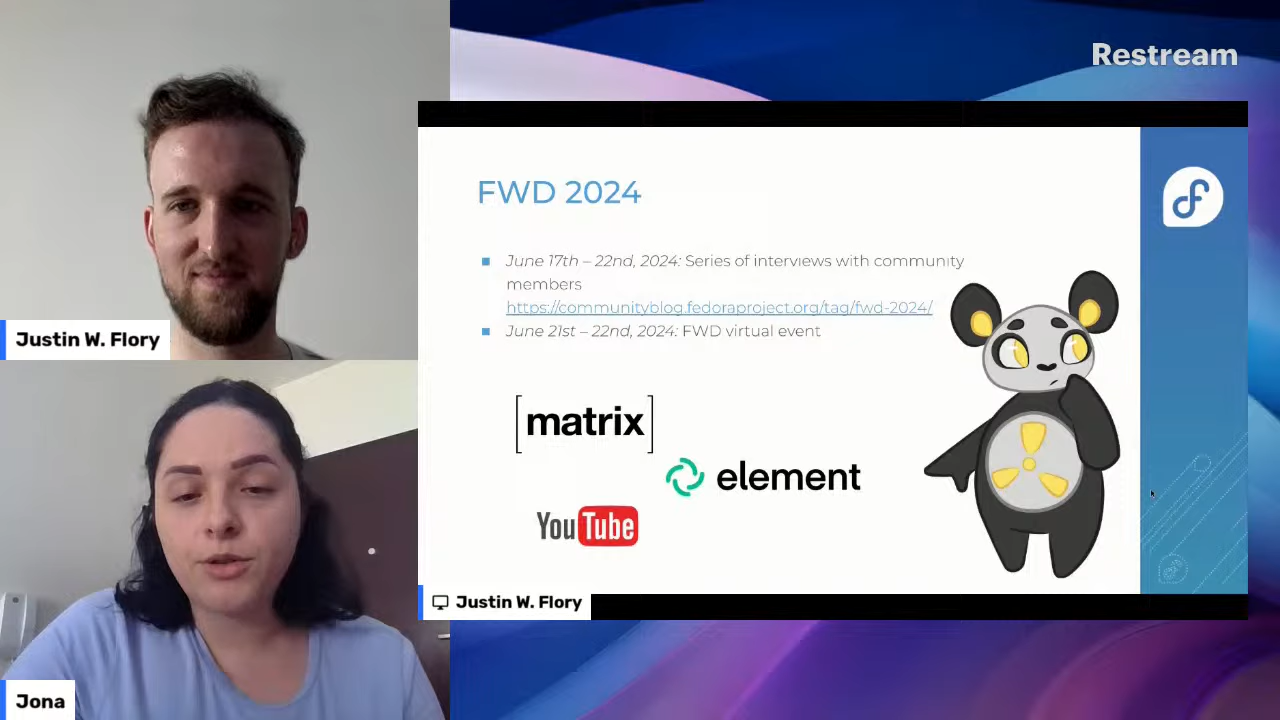 Restream
FWD 2024
June 17th – 22nd, 2024: Series of interviews with community
members
https://communityblog.fedoraproject.org/tag/fwd-2024/
June 21st – 22nd, 2024: FWD virtual event
[matrix]
element
YouTube
Justin W. Flory
Justin W. Flory
Jona